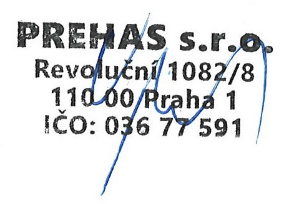 PREHAS s.r.o.
Revoluční 1082/8
110 00 Praha 1
IČO: 036 77 591